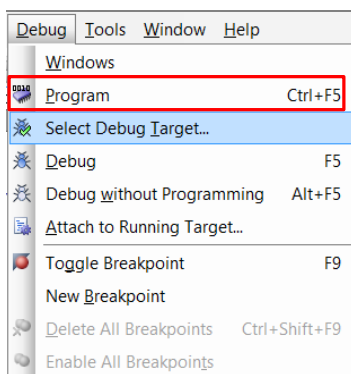 Debug Tools Window Help
Windows
Program Ctrl+F5
Select Debug Target...
Debug F5
Debug without Programming Alt+F5
Attach to Running Target...
Toggle Breakpoint F9
New Breakpoint
Delete All Breakpoints Ctrl+Shift+F9
Enable All Breakpoints